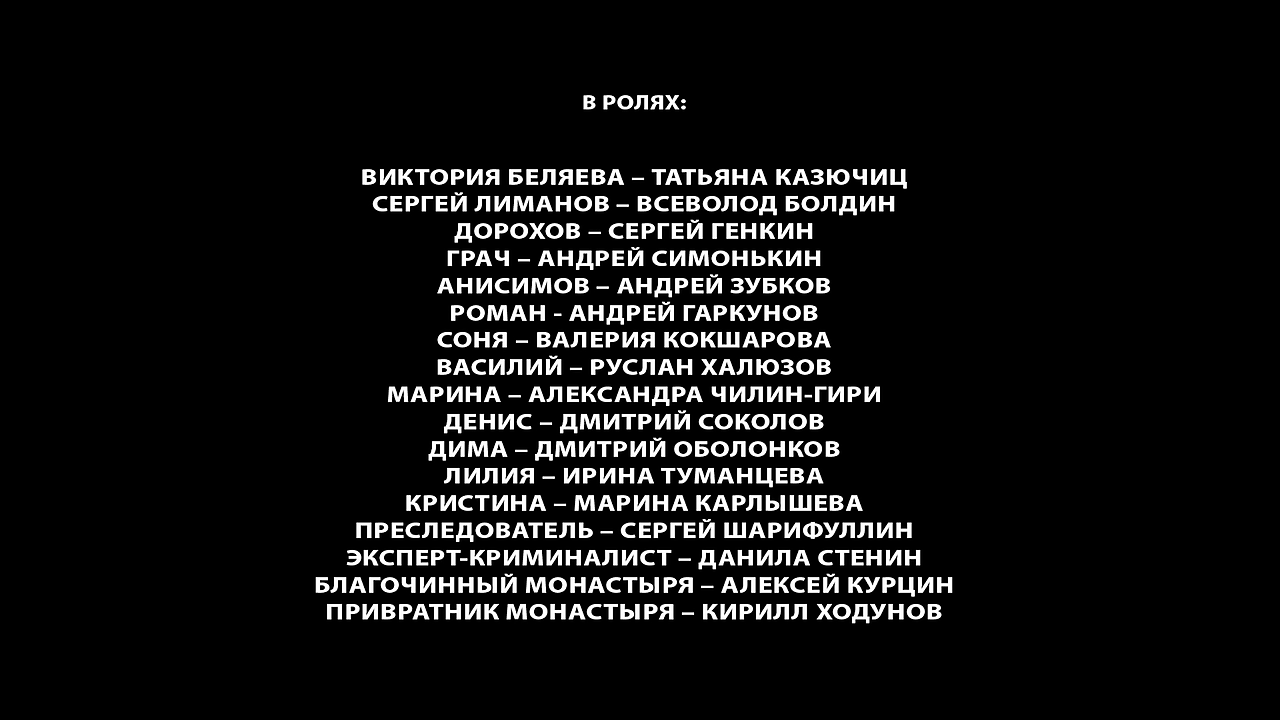 В РОЛЯХ:
ВИКТОРИЯ БЕЛЯЕВА – ТАТЬЯНА КАЗЮЧИЦ
СЕРГЕЙ ЛИМАНОВ – ВСЕВОЛОД БОЛДИН
ДОРОХОВ – СЕРГЕЙ ГЕНКИН
ГРАЧ – АНДРЕЙ СИМОНЬКИН
АНИСИМОВ – АНДРЕЙ ЗУБКОВ
РОМАН - АНДРЕЙ ГАРКУНОВ
СОНЯ – ВАЛЕРИЯ КОКШАРОВА
ВАСИЛИЙ – РУСЛАН ХАЛЮЗОВ
МАРИНА – АЛЕКСАНДРА ЧИЛИН-ГИРИ
ДЕНИС – ДМИТРИЙ СОКОЛОВ
ДИМА – ДМИТРИЙ ОБОЛОНКОВ
ЛИЛИЯ – ИРИНА ТУМАНЦЕВА
КРИСТИНА – МАРИНА КАРЛЫШЕВА
ПРЕСЛЕДОВАТЕЛЬ – СЕРГЕЙ ШАРИФУЛЛИН
ЭКСПЕРТ-КРИМИНАЛИСТ – ДАНИЛА СТЕНИН
БЛАГОЧИННЫЙ МОНАСТЫРЯ – АЛЕКСЕЙ КУРЦИН
ПРИВРАТНИК МОНАСТЫРЯ – КИРИЛЛ ХОДУНОВ